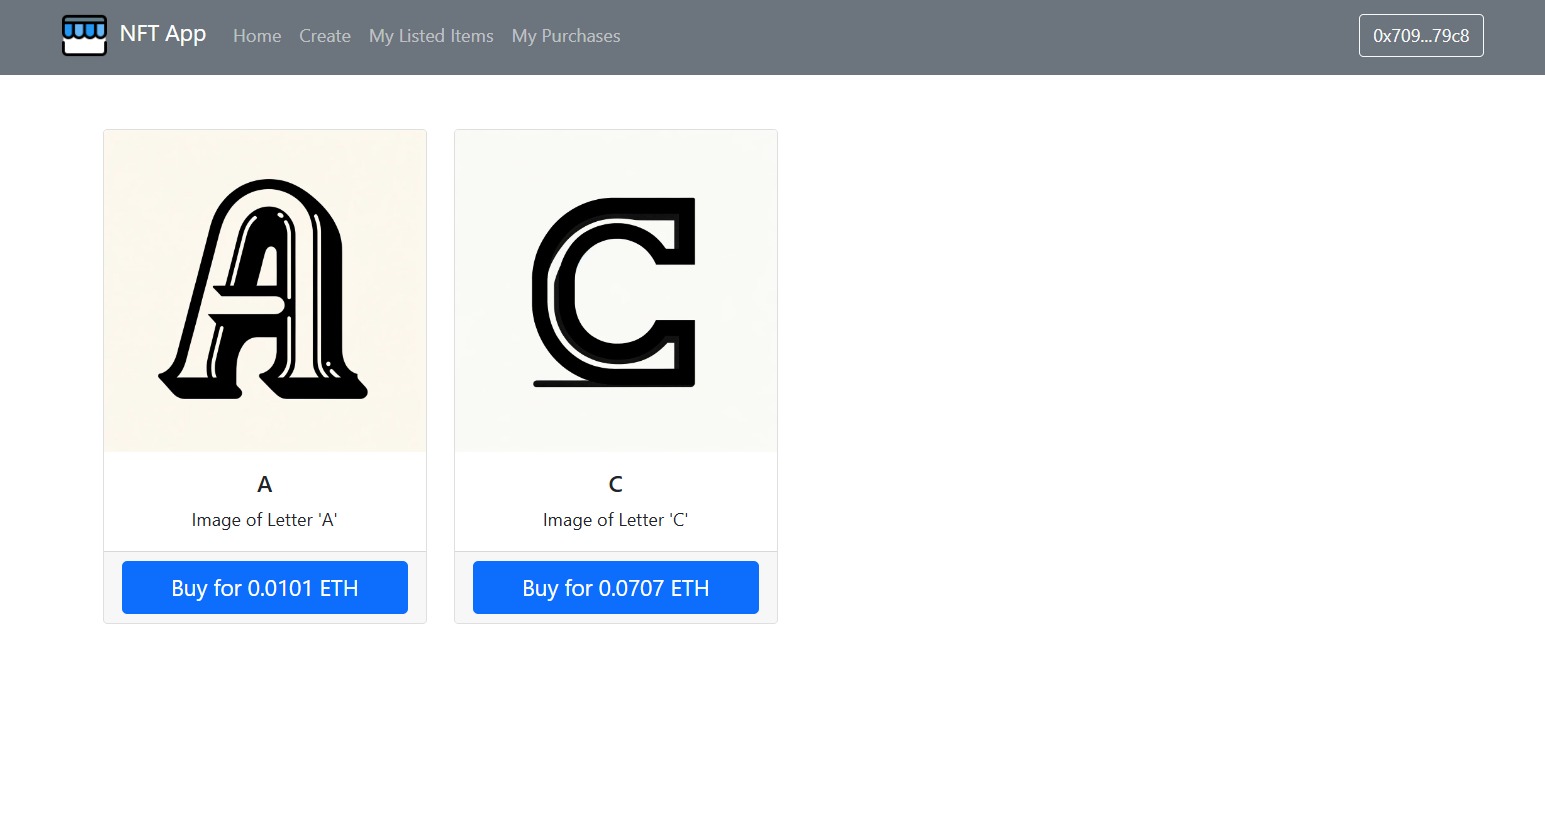 NFT App Home Create My Listed Items My Purchases 0x709...79c8
A
C
A
Image of Letter 'A'
Buy for 0.0101 ETH
C
Image of Letter 'C'
Buy for 0.0707 ETH